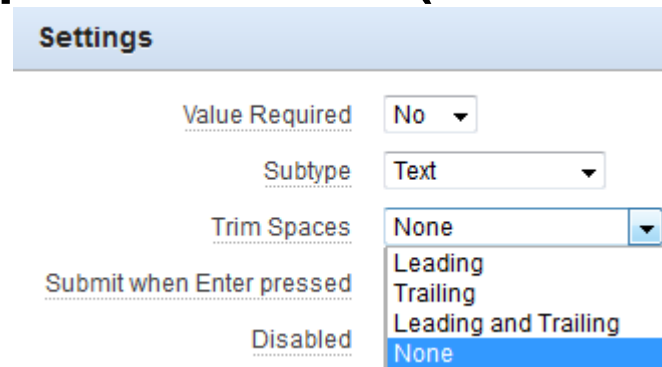 Settings
Value Required No
Subtype Text
Trim Spaces None
Leading
Submit when Enter pressed Trailing
Leading and Trailing
Disabled None